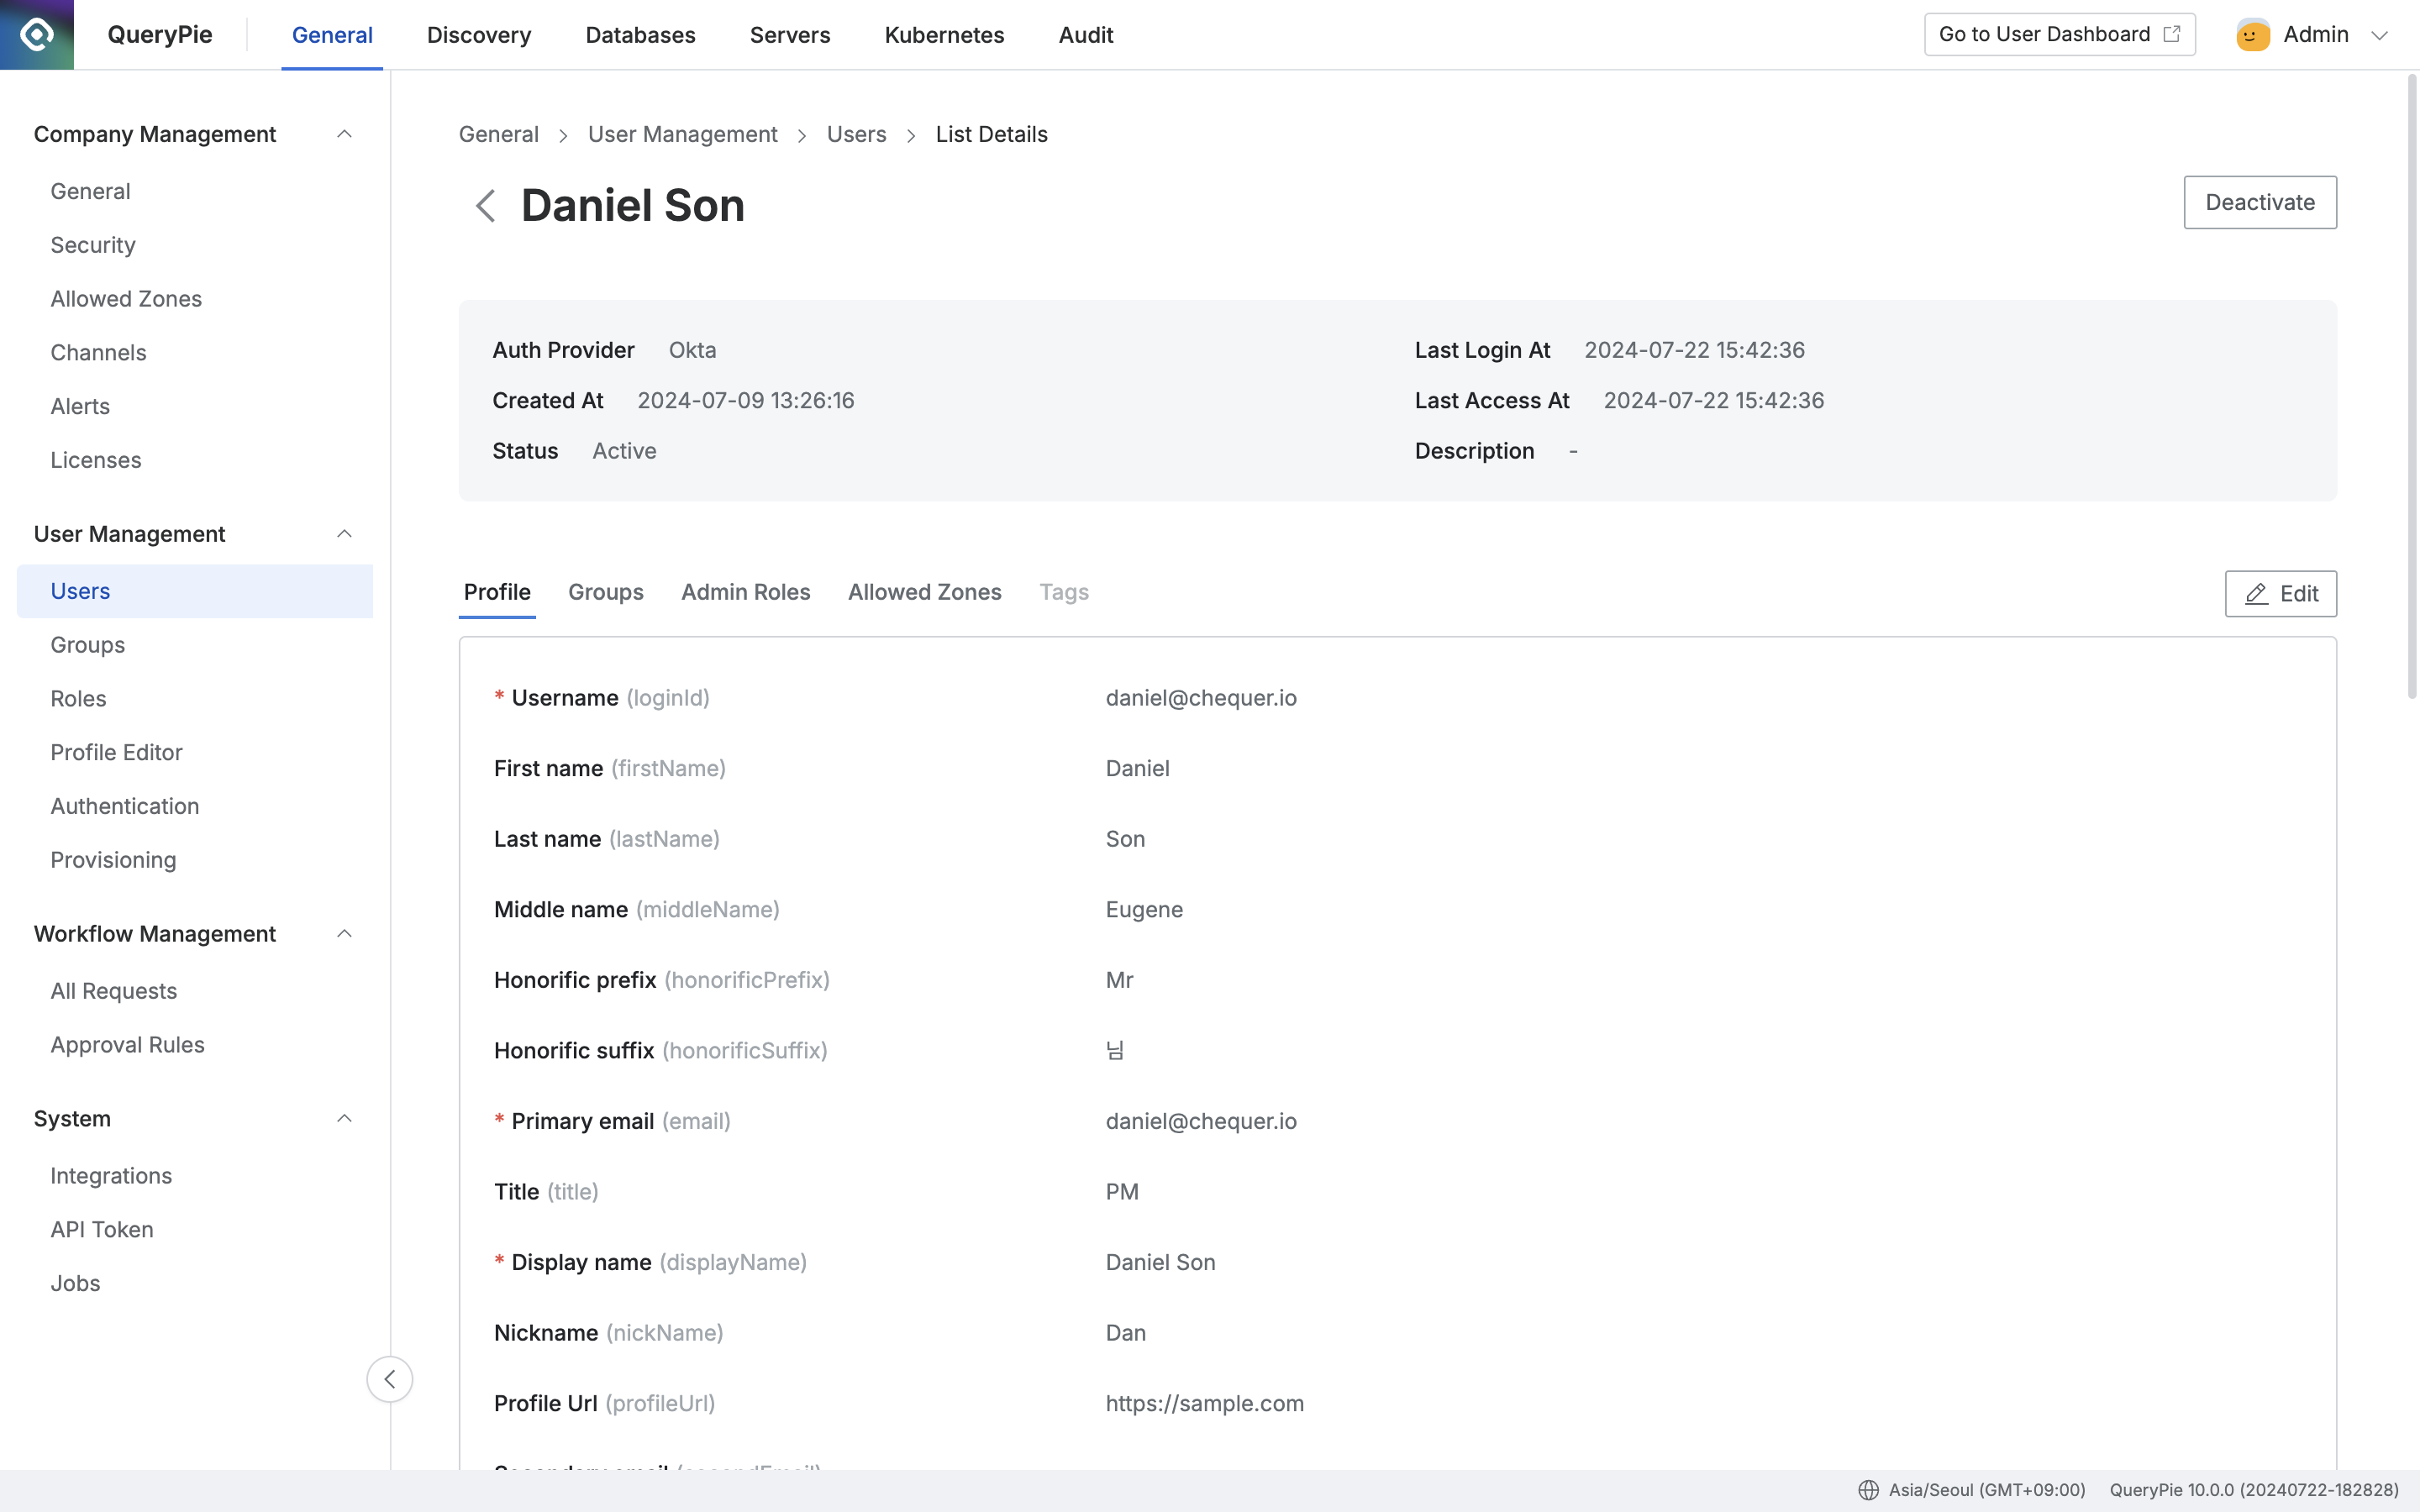 QueryPie
General
Discovery
Databases
Servers
Kubernetes
Audit
Go to User Dashboard
Admin
Company Management
General
Security
Allowed Zones
Channels
Alerts
Licenses
User Management
Users
Groups
Roles
Profile Editor
Authentication
Provisioning
Workflow Management
All Requests
Approval Rules
System
Integrations
API Token
Jobs
General > User Management > Users > List Details
Daniel Son
Deactivate
Auth Provider Okta
Created At 2024-07-09 13:26:16
Status Active
Last Login At 2024-07-22 15:42:36
Last Access At 2024-07-22 15:42:36
Description -
Profile Groups Admin Roles Allowed Zones Tags
Edit
* Username (loginId) daniel@chequer.io
First name (firstName) Daniel
Last name (lastName) Son
Middle name (middleName) Eugene
Honorific prefix (honorificPrefix) Mr
Honorific suffix (honorificSuffix) 님
* Primary email (email) daniel@chequer.io
Title (title) PM
* Display name (displayName) Daniel Son
Nickname (nickName) Dan
Profile Url (profileUrl) https://sample.com
Secondary email (secondEmail)
Asia/Seoul (GMT+09:00) QueryPie 10.0.0 (20240722-182828)